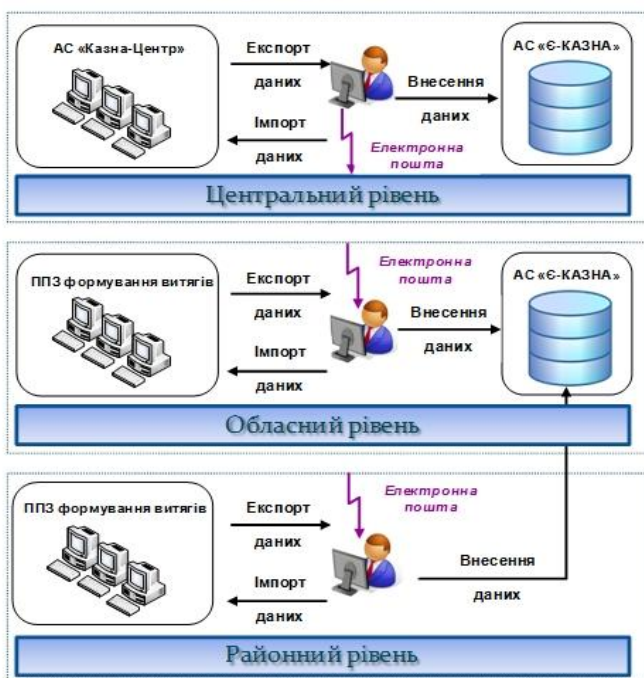 АС «Казна-Центр»
Експорт
даних
Імпорт
даних
Внесення
даних
АС «Є-КАЗНА»
Електронна
пошта
Центральний рівень
ППЗ формування витягів
Експорт
даних
Імпорт
даних
Електронна
пошта
Внесення
даних
АС «Є-КАЗНА»
Обласний рівень
ППЗ формування витягів
Експорт
даних
Імпорт
даних
Електронна
пошта
Внесення
даних
Районний рівень